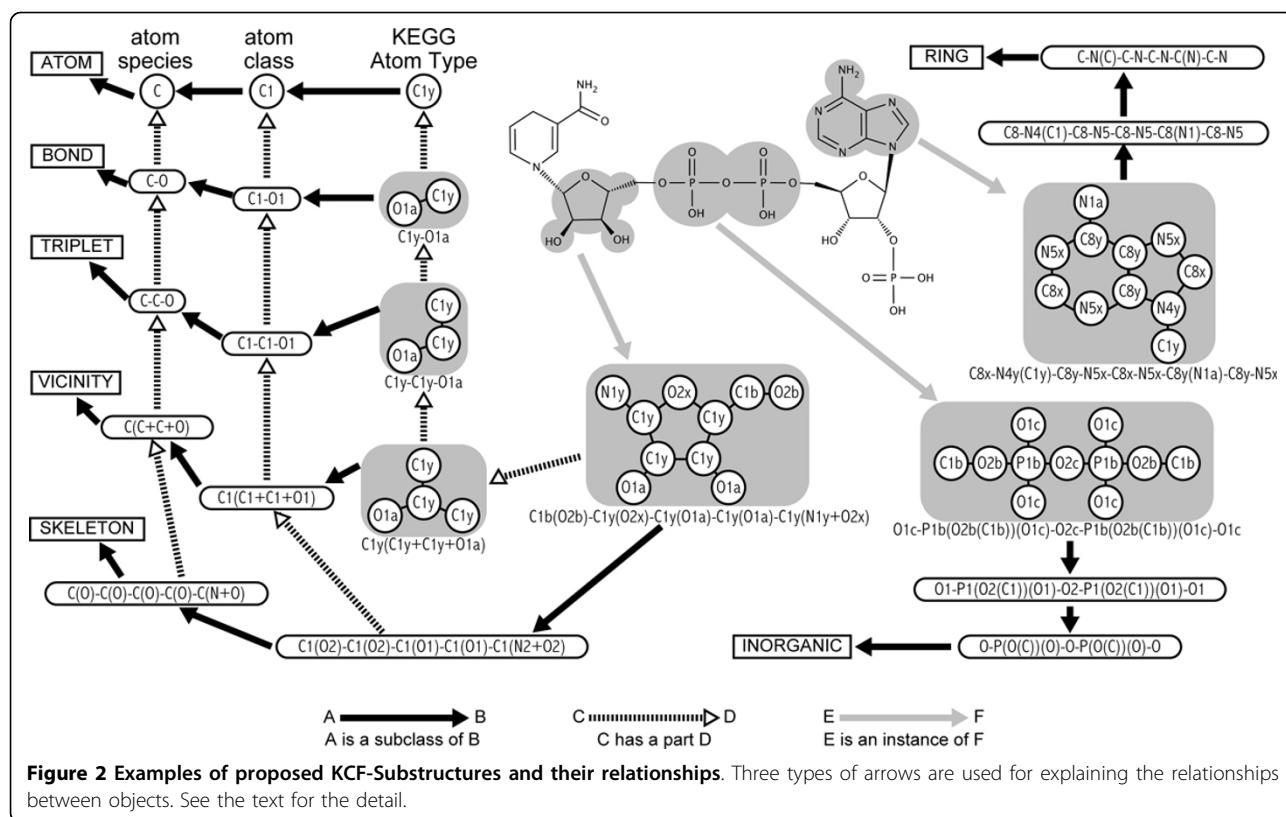 atom species
atom class
KEGG Atom Type
ATOM
C
C1
C1y
BOND
C-O
C1-O1
O1a
C1y
C1y-O1a
TRIPLET
C-C-O
C1-C1-O1
C1y
O1a
C1y
C1y-C1y-O1a
VICINITY
C(C+C+O)
C1(C1+C1+O1)
C1y
C1y
O1a
C1y
C1y(C1y+C1y+O1a)
SKELETON
C(O)-C(O)-C(O)-C(O)-C(N+O)
C1(O2)-C1(O2)-C1(O1)-C1(O1)-C1(N2+O2)
NH2
O
N
O
HO
OH
O
O
P
OH
O
O
P
OH
O
NH2
N
N
N
N
O
HO
O
O
P
OH
OH
N1y
O2x
C1b
O2b
C1y
C1y
C1y
C1y
O1a
O1a
C1b(O2b)-C1y(O2x)-C1y(O1a)-C1y(O1a)-C1y(N1y+O2x)
RING
C-N(C)-C-N-C-N-C(N)-C-N
C8-N4(C1)-C8-N5-C8-N5-C8(N1)-C8-N5
N1a
C8y
N5x
N5x
C8y
C8x
C8x
C8y
N5x
N4y
C1y
C8x-N4y(C1y)-C8y-N5x-C8x-N5x-C8y(N1a)-C8y-N5x
O1c
O1c
C1b
O2b
P1b
O2c
P1b
O2b
C1b
O1c
O1c
O1c-P1b(O2b(C1b))(O1c)-O2c-P1b(O2b(C1b))(O1c)-O1c
O1-P1(O2(C1))(O1)-O2-P1(O2(C1))(O1)-O1
INORGANIC
O-P(O(C))(O)-O-P(O(C))(O)-O
A B
A is a subclass of B
C D
C has a part D
E F
E is an instance of F
Figure 2 Examples of proposed KCF-Substructures and their relationships. Three types of arrows are used for explaining the relationships
between objects. See the text for the detail.